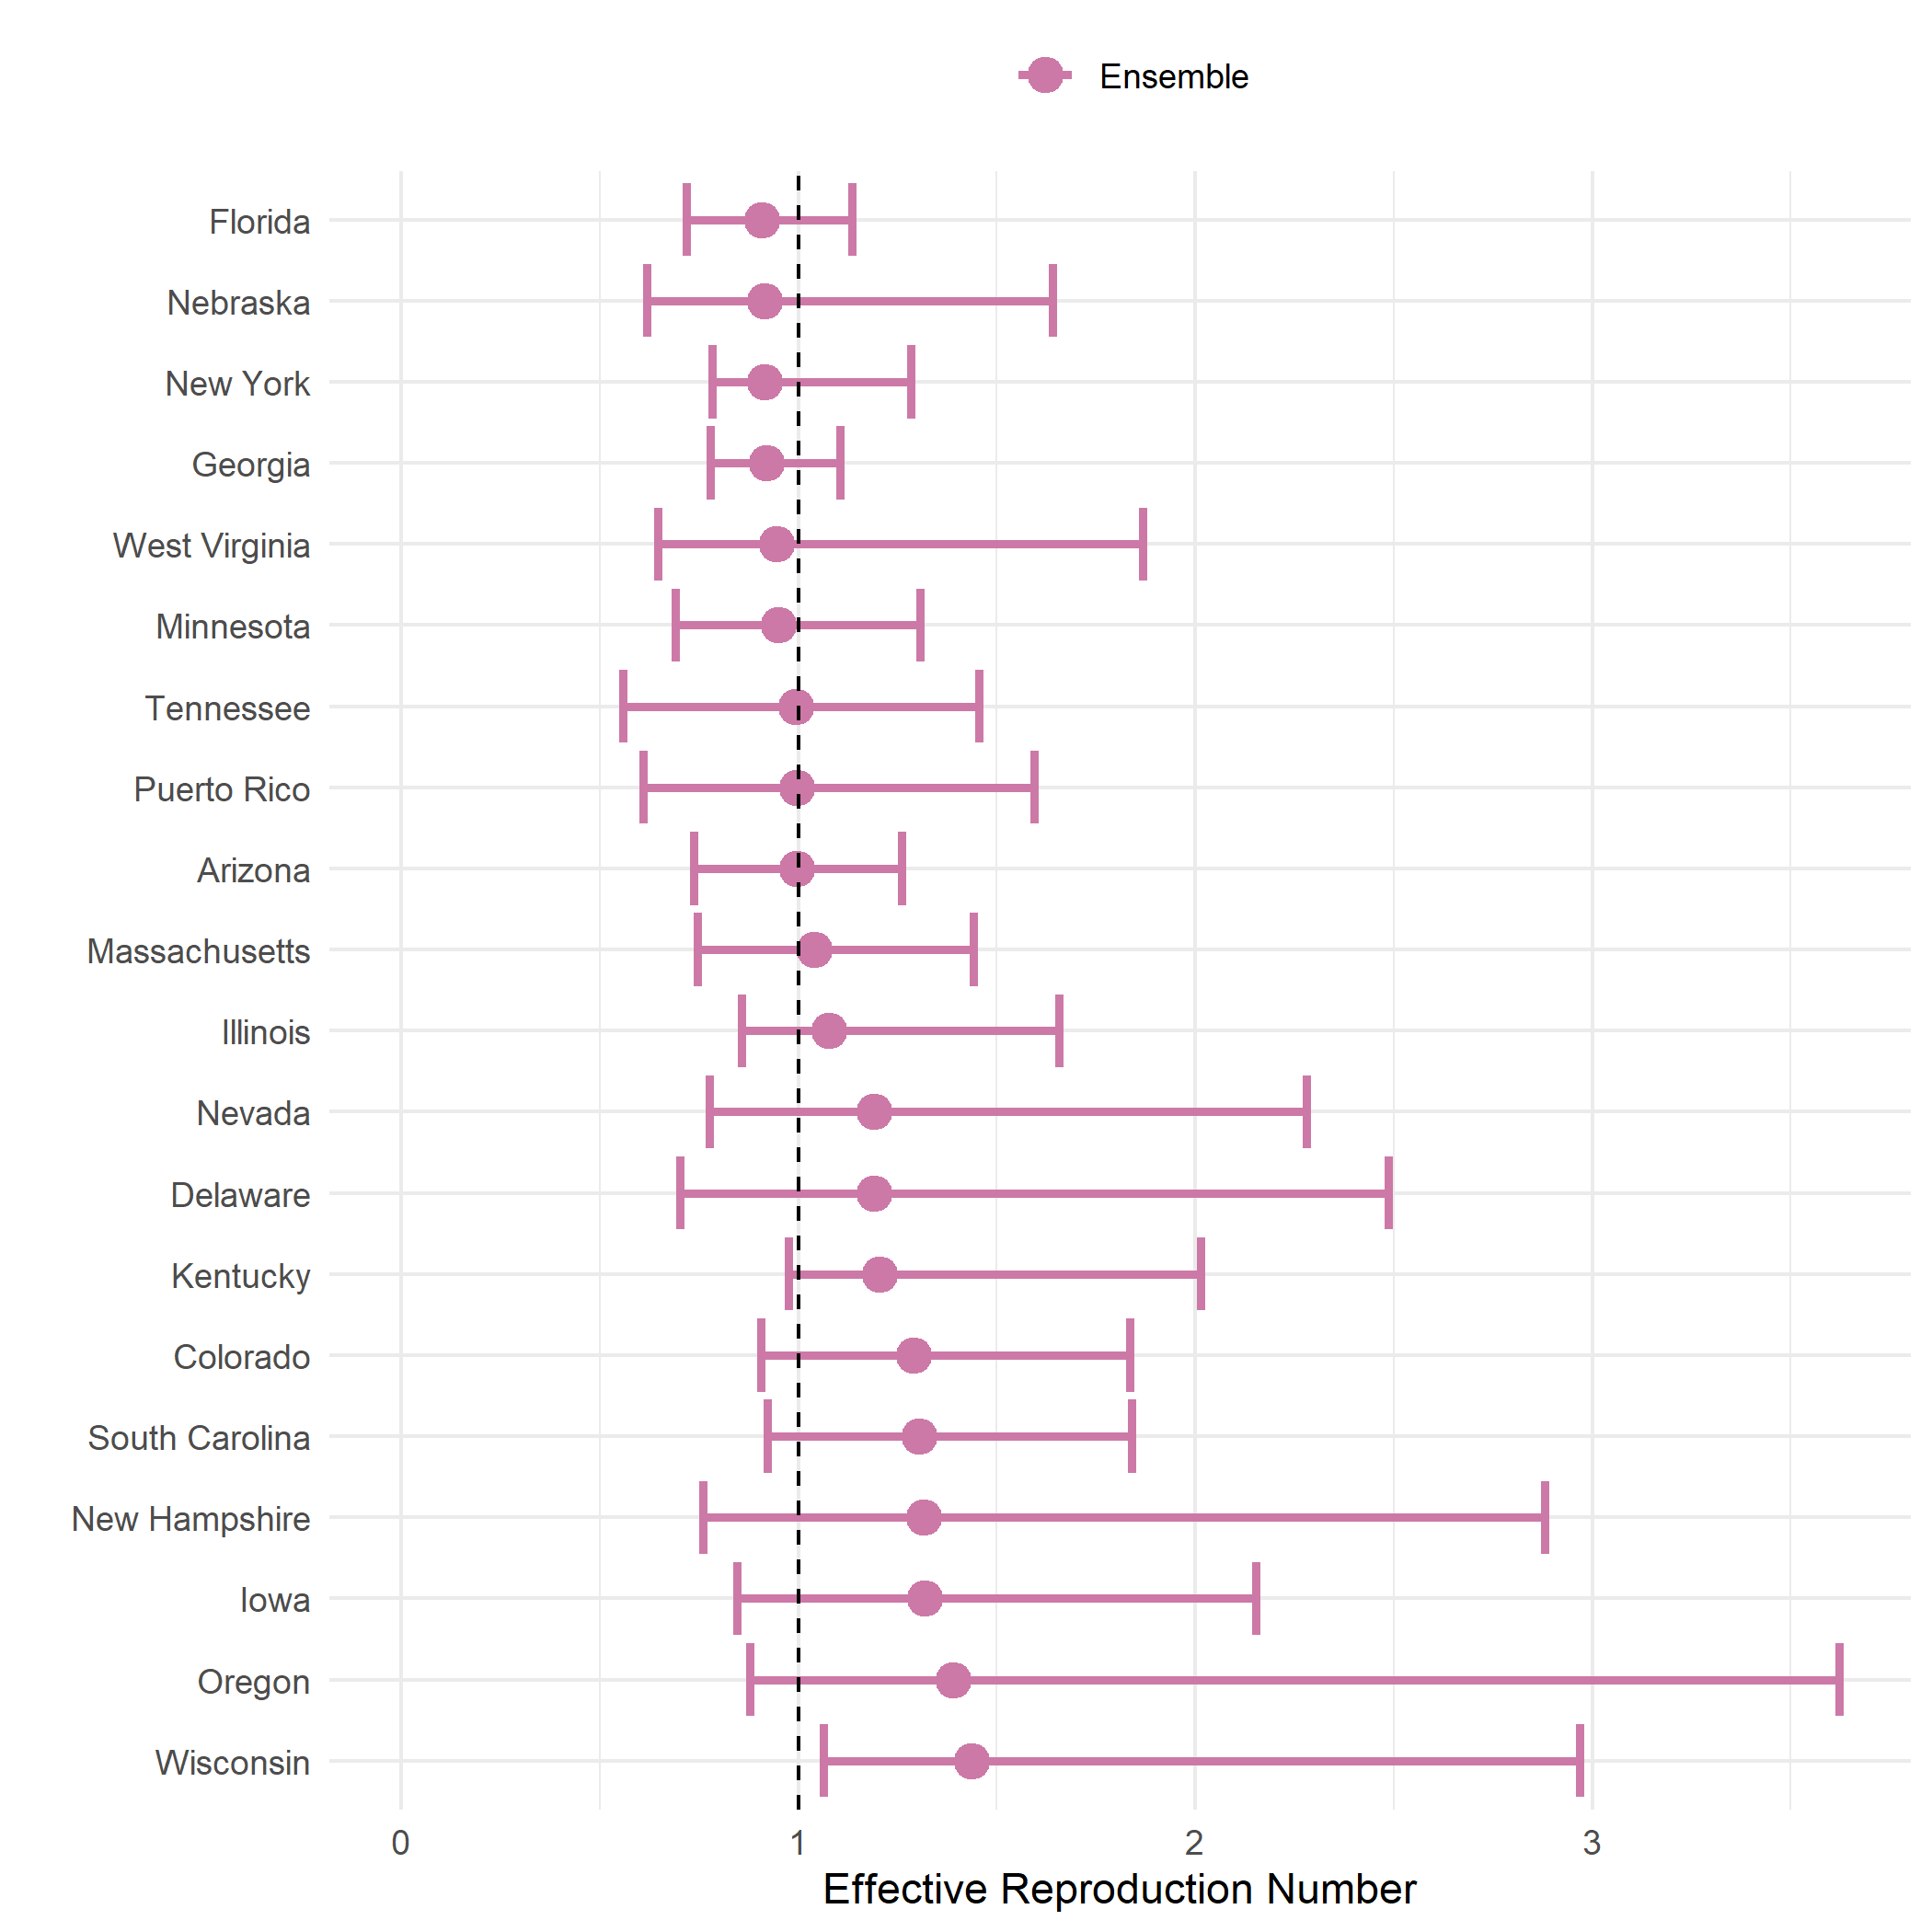 Ensemble
Florida
Nebraska
New York
Georgia
West Virginia
Minnesota
Tennessee
Puerto Rico
Arizona
Massachusetts
Illinois
Nevada
Delaware
Kentucky
Colorado
South Carolina
New Hampshire
Iowa
Oregon
Wisconsin
0 1 2 3
Effective Reproduction Number